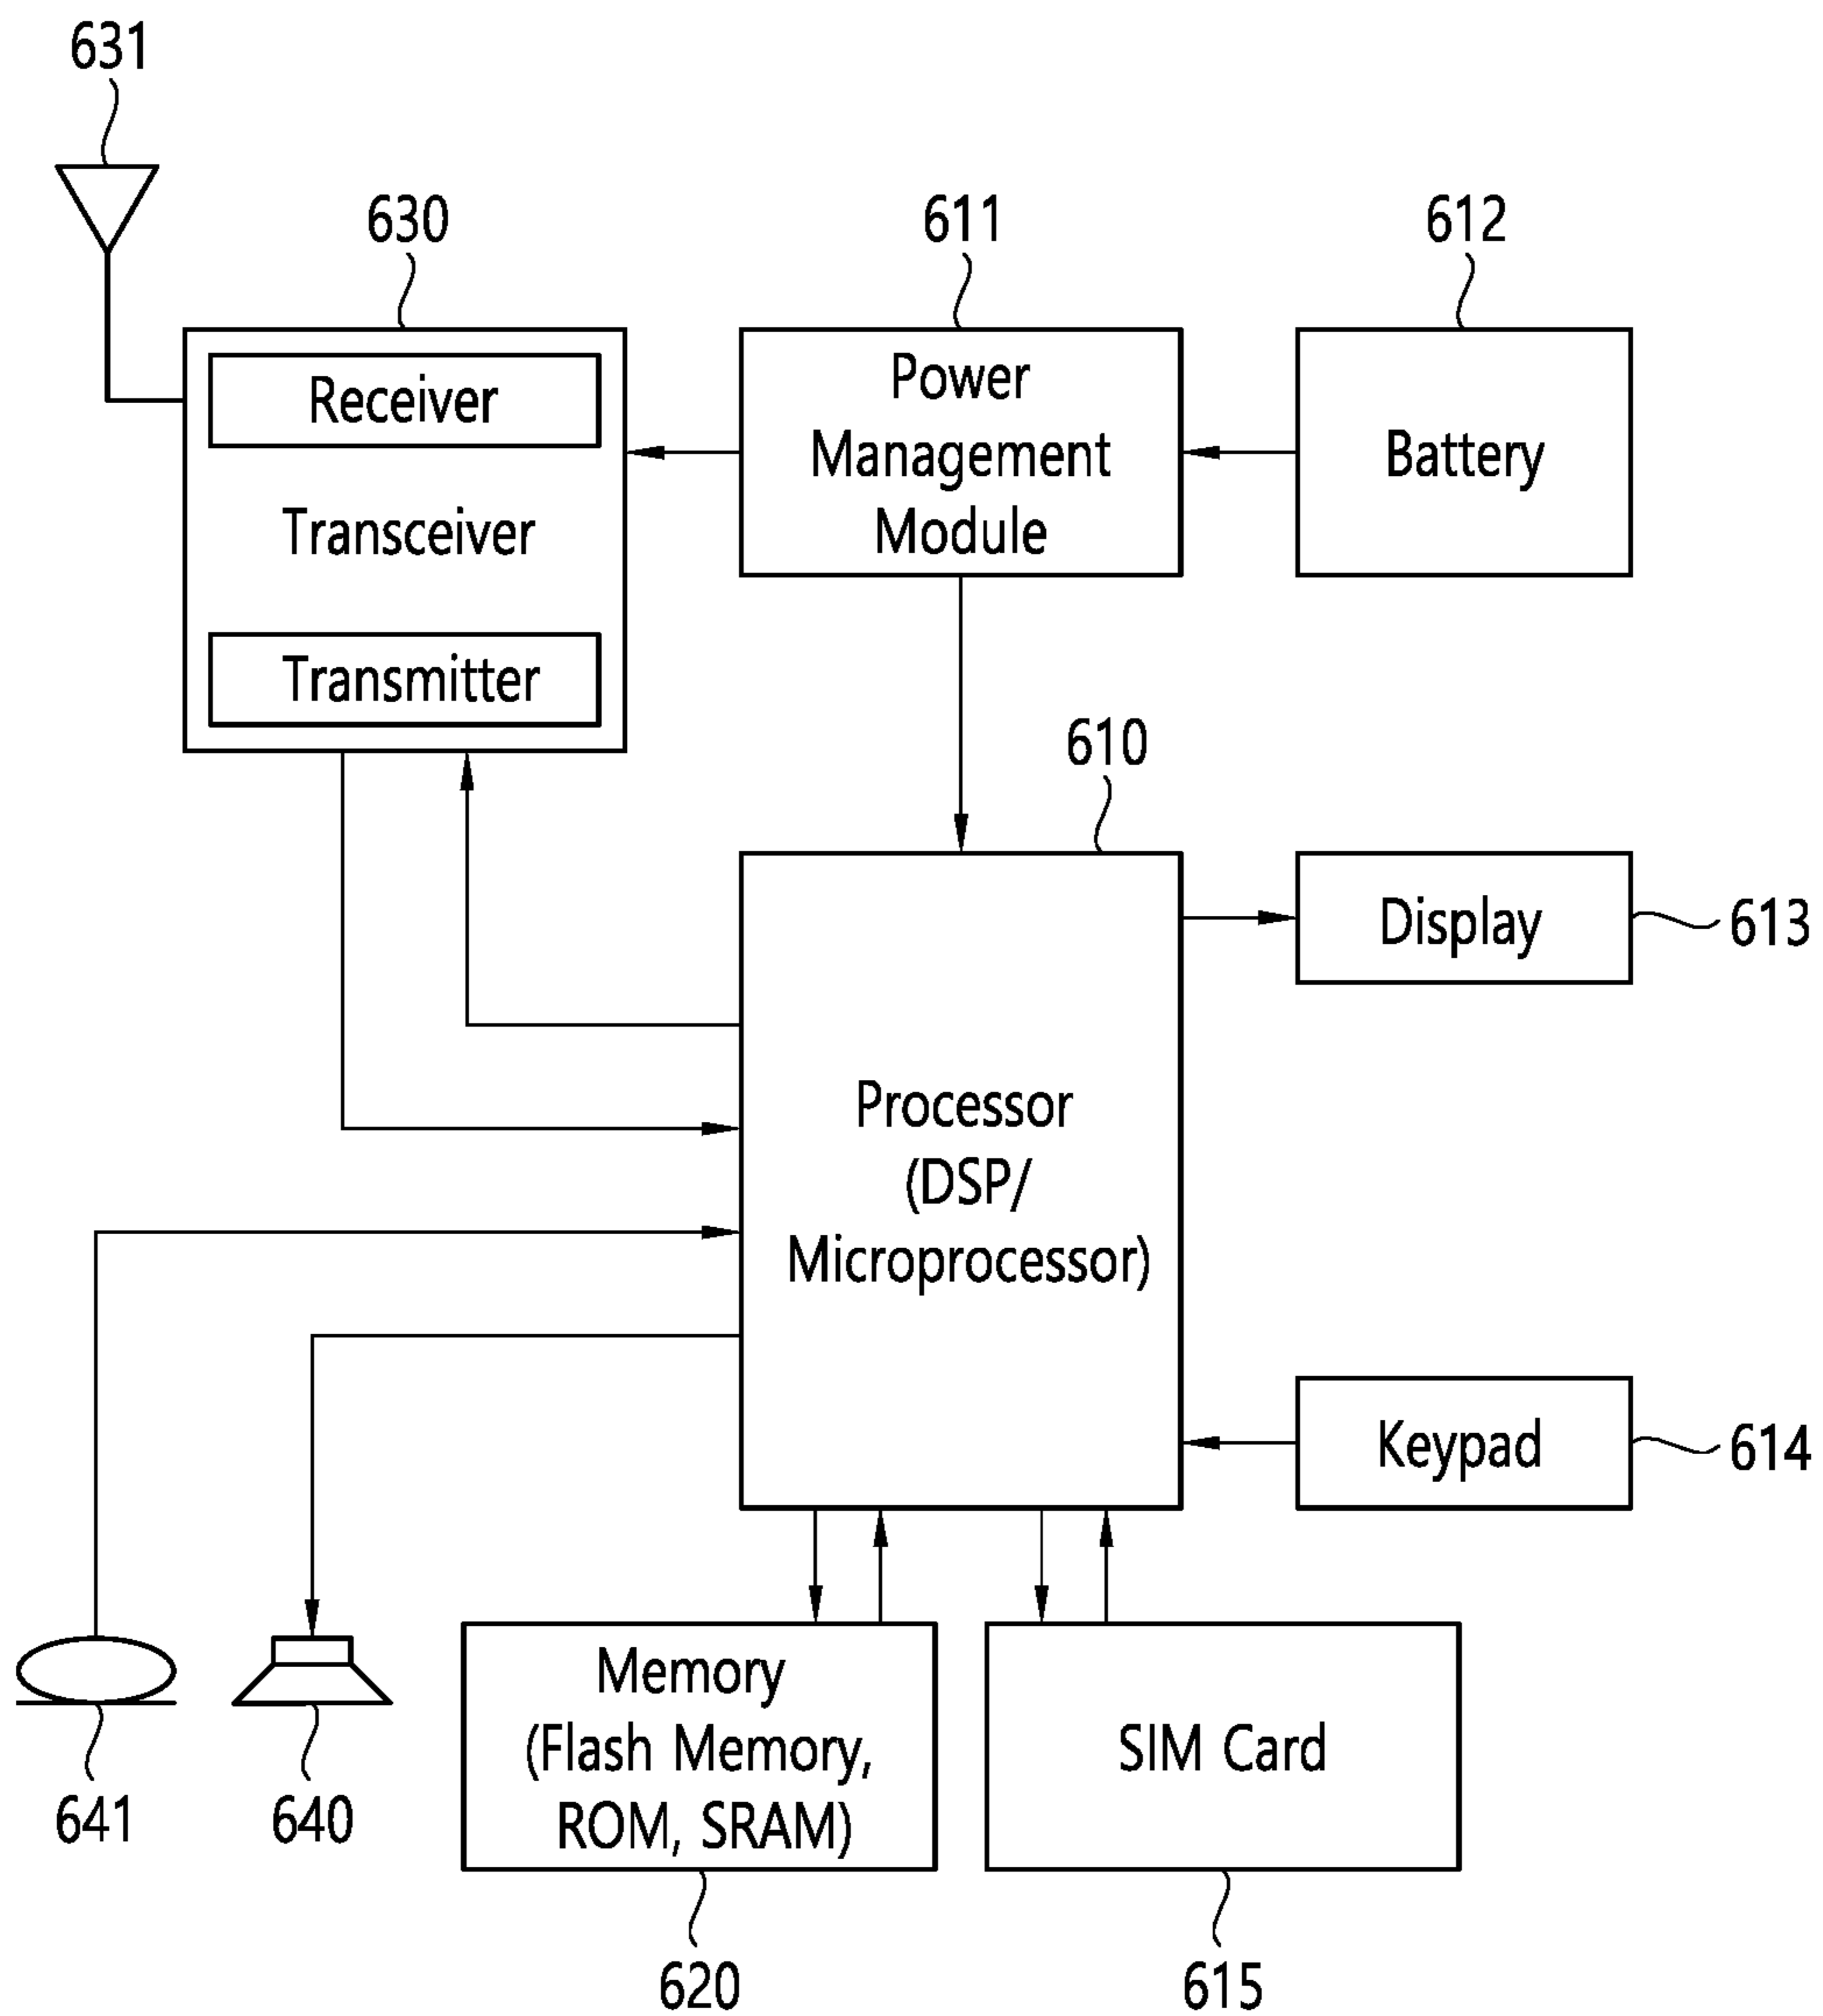 631
630
611
612
Receiver
Transceiver
Transmitter
Power
Management
Module
Battery
610
Processor
(DSP/
Microprocessor)
Display
613
Keypad
614
641
640
Memory
(Flash Memory,
ROM, SRAM)
SIM Card
620
615